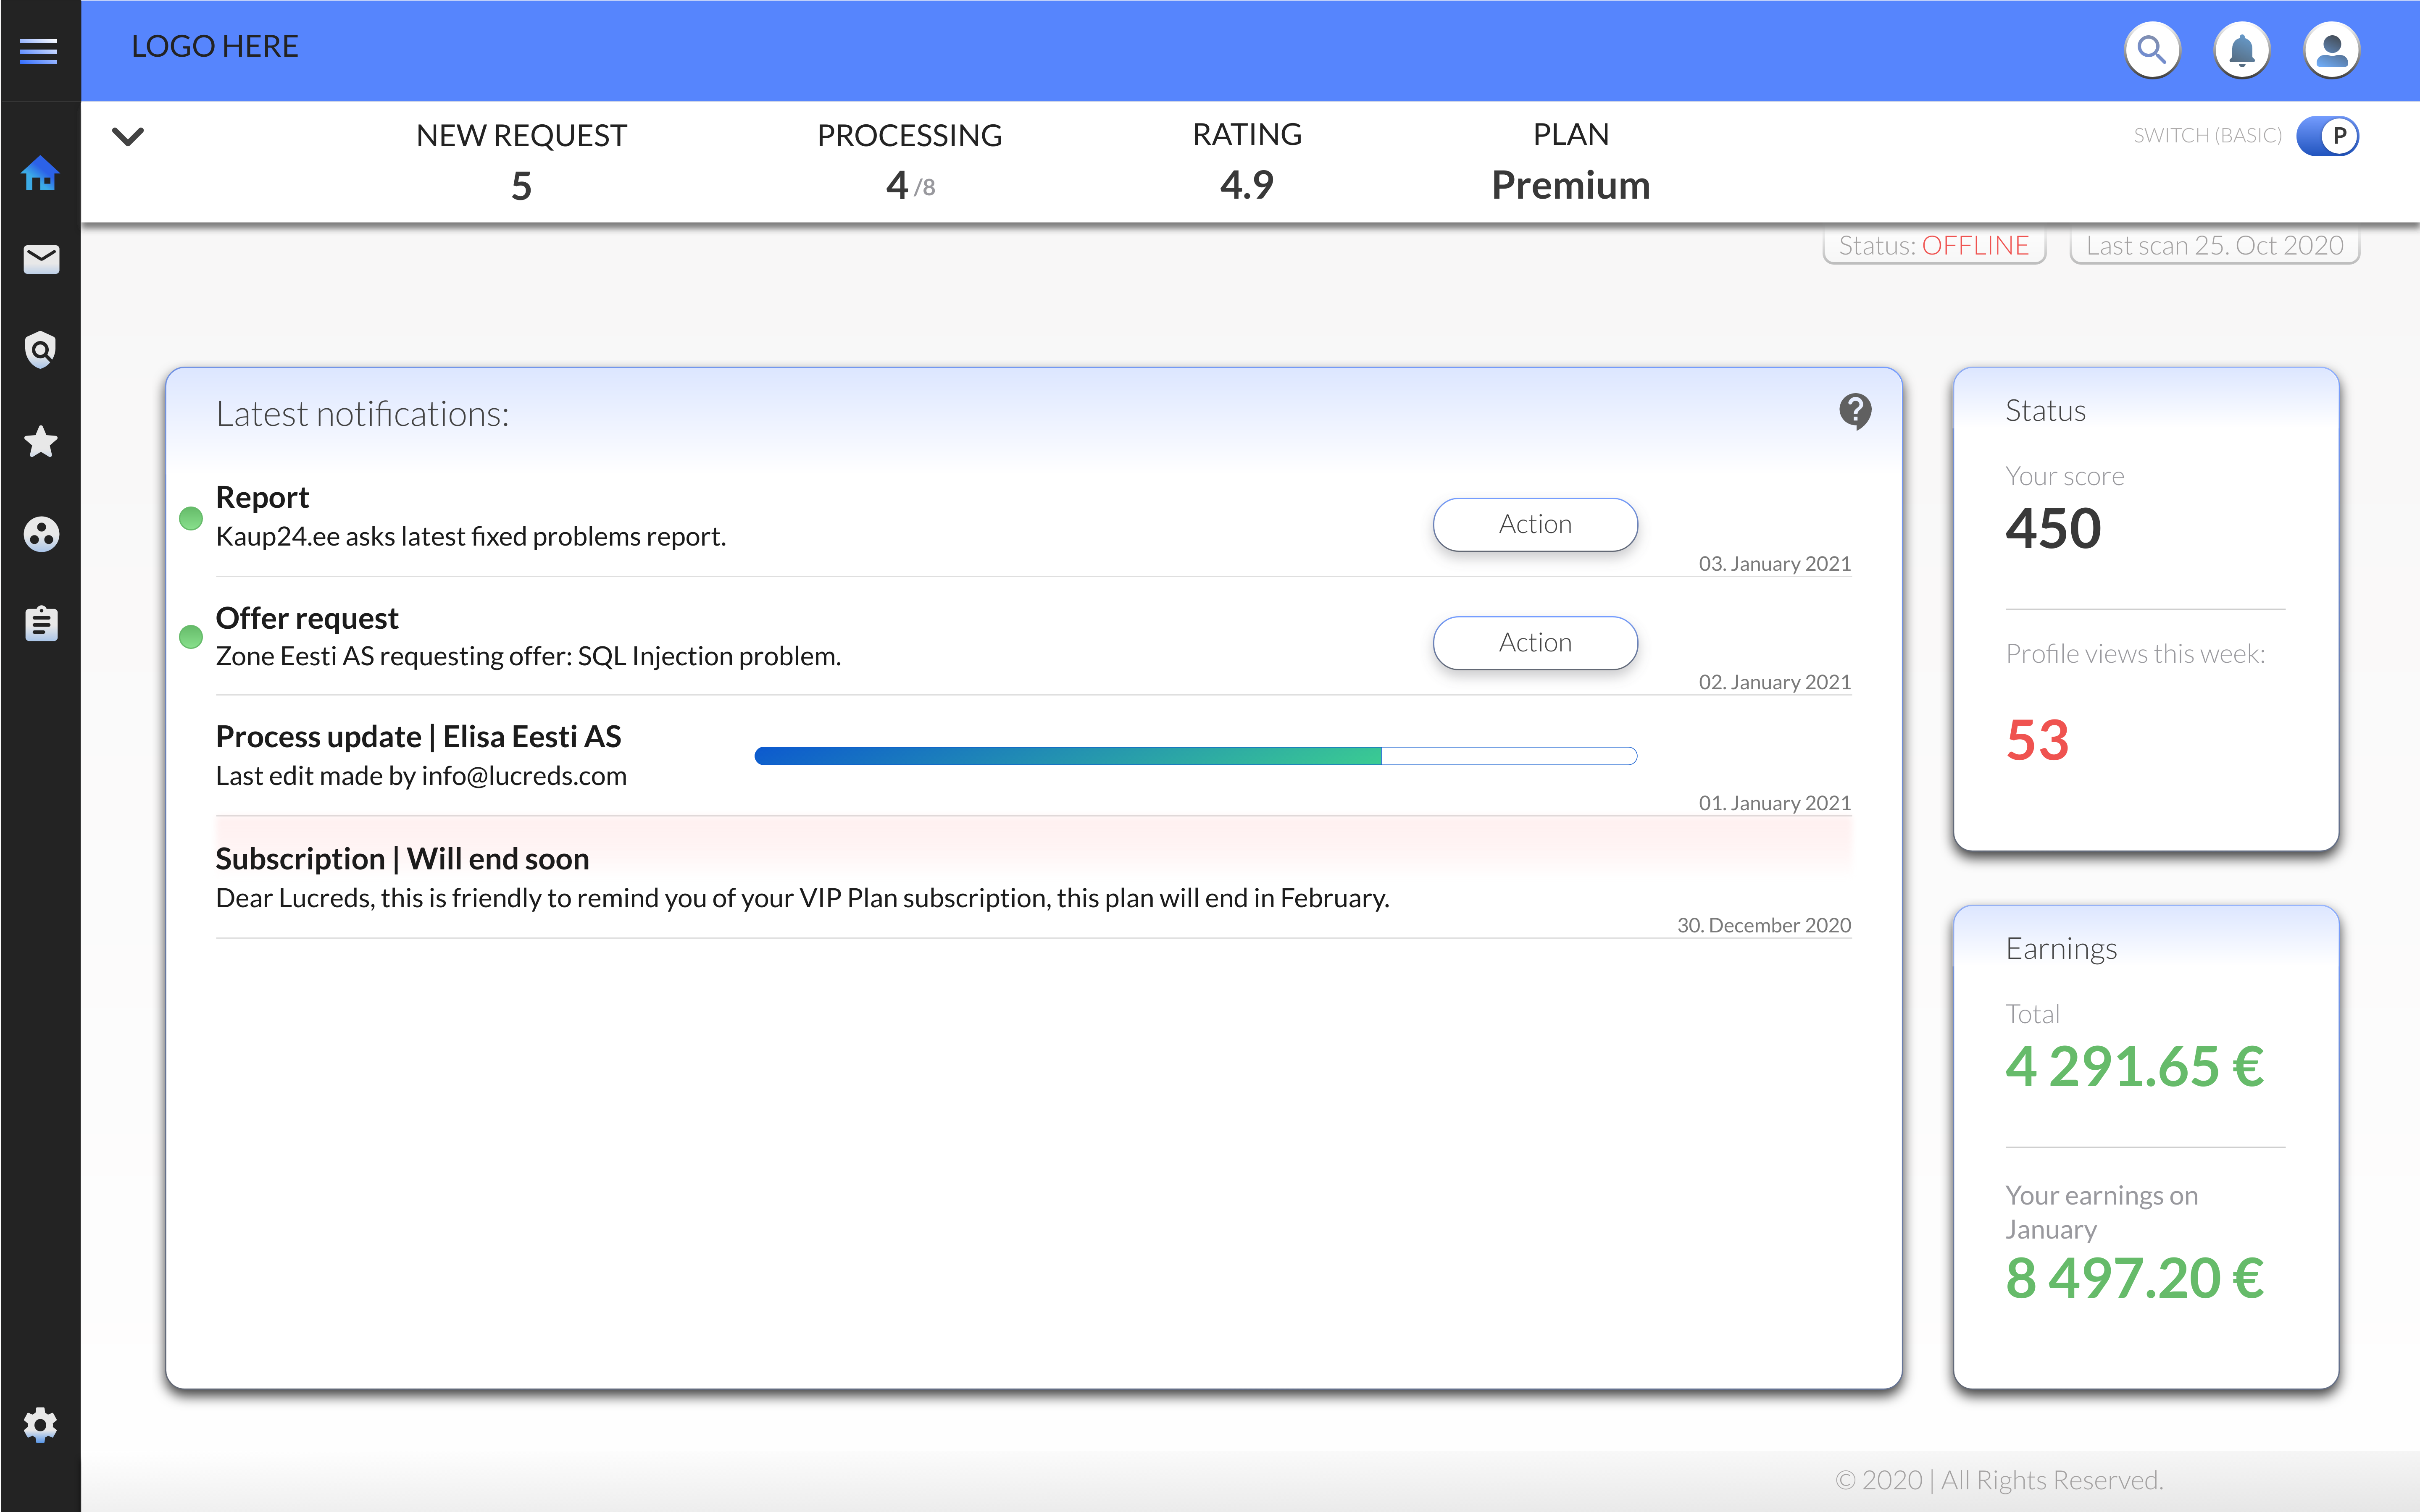 LOGO HERE
NEW REQUEST
5
PROCESSING
4 /8
RATING
4.9
PLAN
Premium
SWITCH (BASIC) P
Status: OFFLINE
Last scan 25. Oct 2020
Latest notifications:
?
Report
Kaup24.ee asks latest fixed problems report.
Action
03. January 2021
Offer request
Zone Eesti AS requesting offer: SQL Injection problem.
Action
02. January 2021
Process update | Elisa Eesti AS
Last edit made by info@lucreds.com
01. January 2021
Subscription | Will end soon
Dear Lucreds, this is friendly to remind you of your VIP Plan subscription, this plan will end in February.
30. December 2020
Status
Your score
450
Profile views this week:
53
Earnings
Total
4 291.65 €
Your earnings on
January
8 497.20 €
© 2020 | All Rights Reserved.